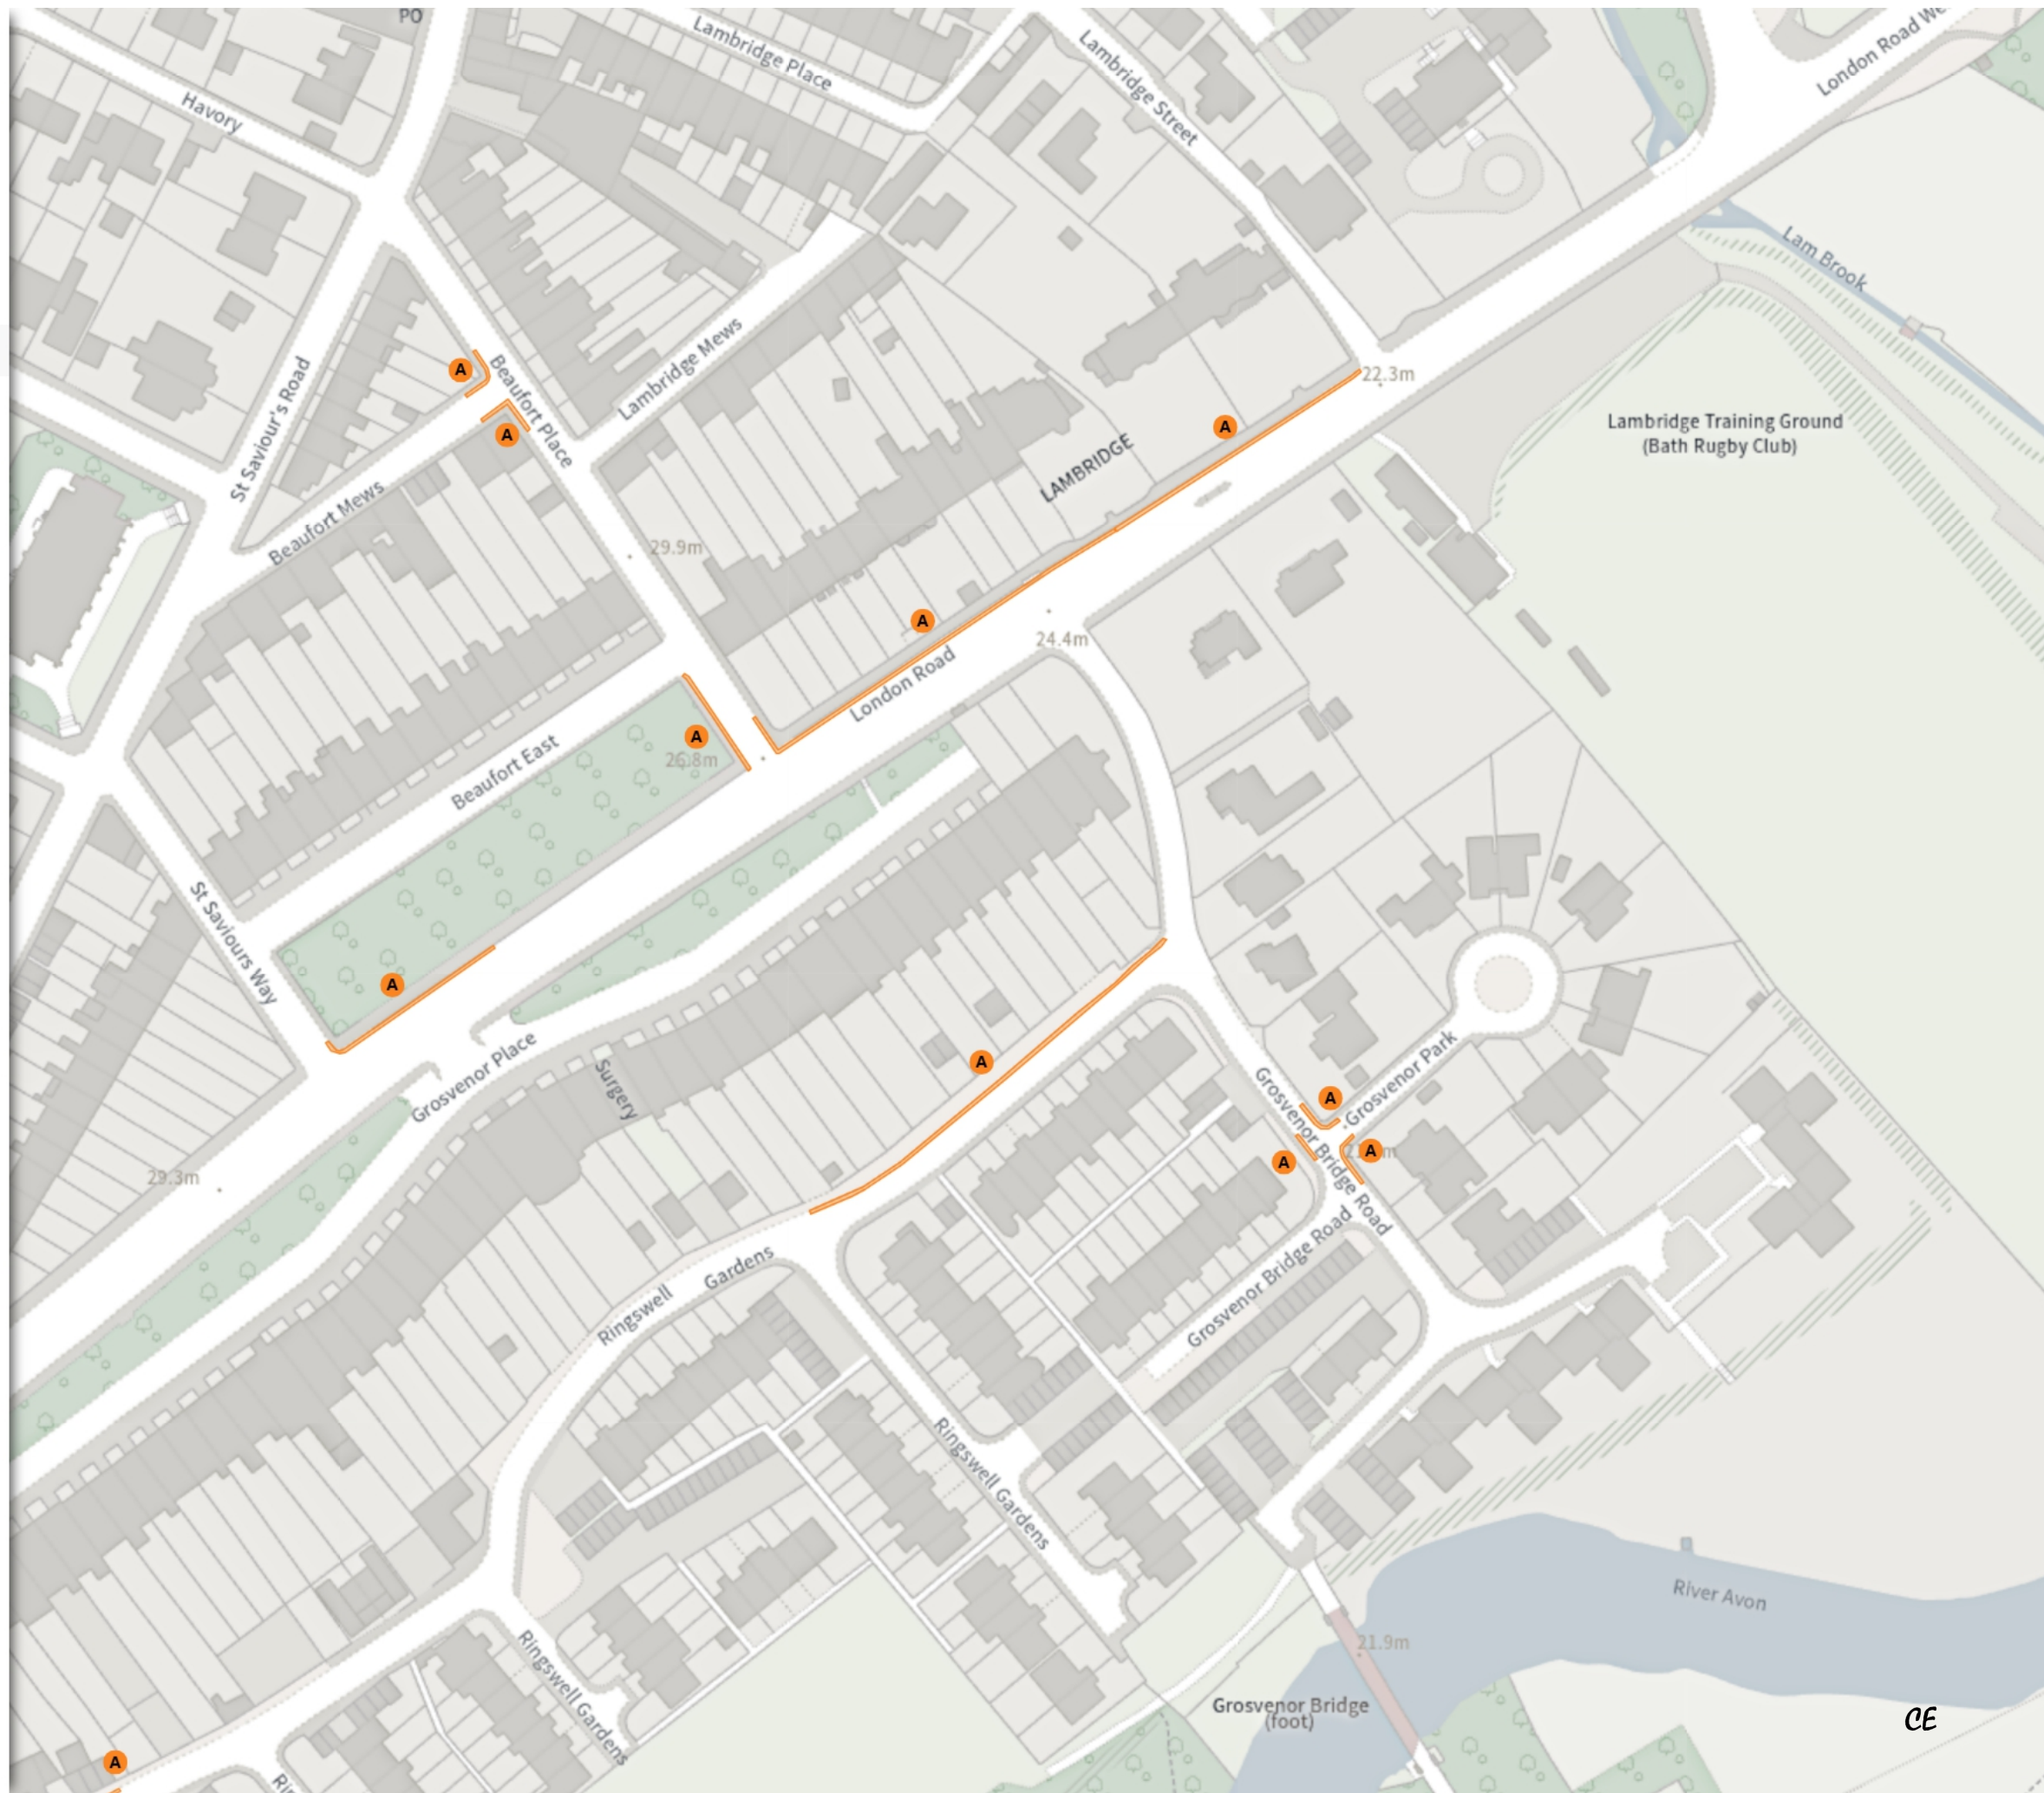 PO
Lambridge Place
Lambridge Street
London Road We
Havory
Lam Brook
St Saviour's Road
A
Beaufort Place
Lambridge Mews
22.3m
A
A
Lambridge Training Ground
(Bath Rugby Club)
LAMBRIDGE
Beaufort Mews
29.9m
A
24.4m
London Road
A
26.8m
Beaufort East
St Saviours Way
A
Grosvenor Place
Surgery
A
Grosvenor Park
A
Grosvenor Bridge Road
A
A
29.3m
Grosvenor Bridge Road
Ringswell Gardens
Ringswell Gardens
River Avon
21.9m
Ringswell Gardens
Grosvenor Bridge
(foot)
CE
A